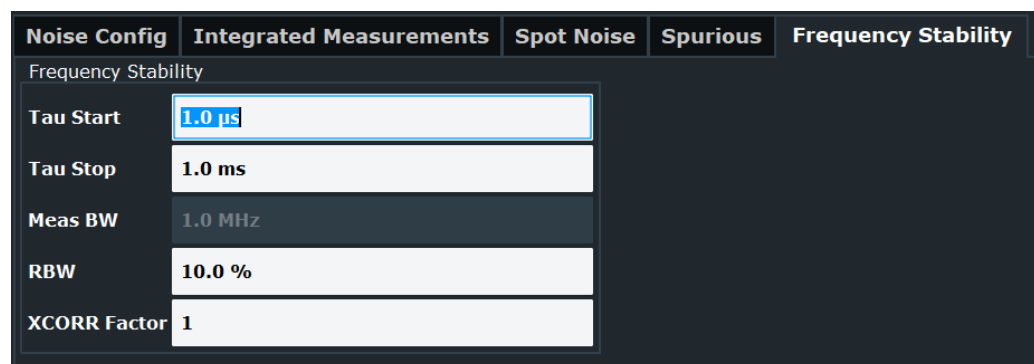 Noise Config Integrated Measurements Spot Noise Spurious Frequency Stability
Frequency Stability
Tau Start 1.0 µs
Tau Stop 1.0 ms
Meas BW 1.0 MHz
RBW 10.0 %
XCORR Factor 1